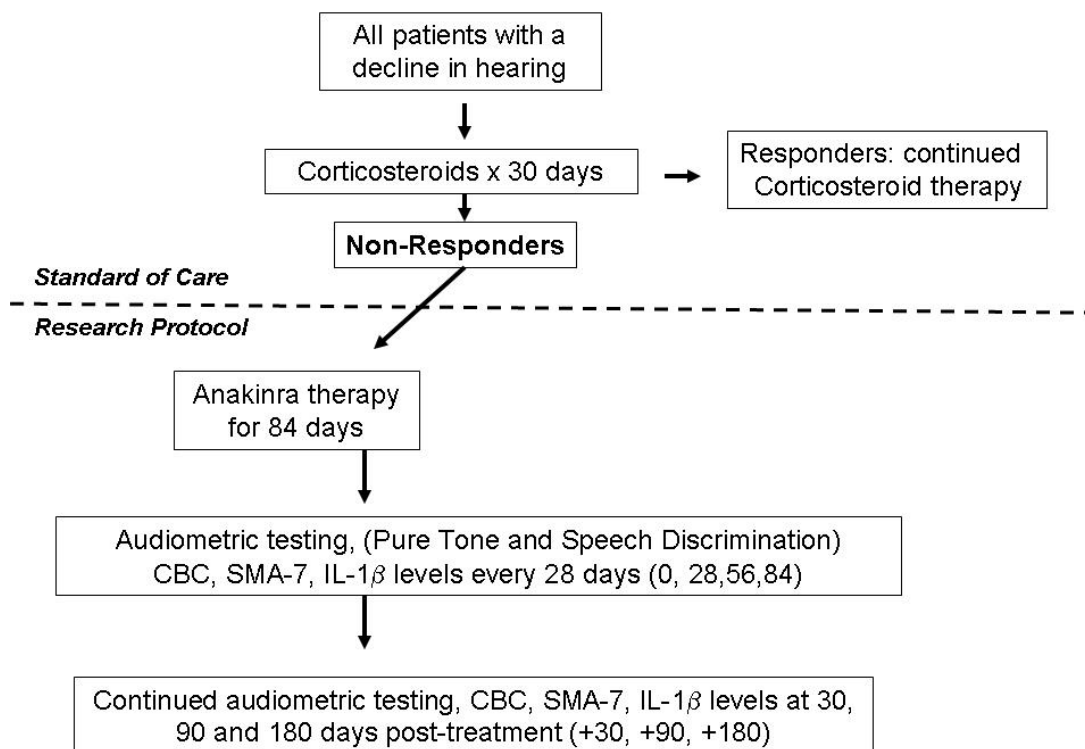 All patients with a
decline in hearing
Corticosteroids x 30 days
Responders: continued
Corticosteroid therapy
Non-Responders
Standard of Care
Research Protocol
Anakinra therapy
for 84 days
Audiometric testing, (Pure Tone and Speech Discrimination)
CBC, SMA-7, IL-1β levels every 28 days (0, 28,56,84)
Continued audiometric testing, CBC, SMA-7, IL-1β levels at 30,
90 and 180 days post-treatment (+30, +90, +180)